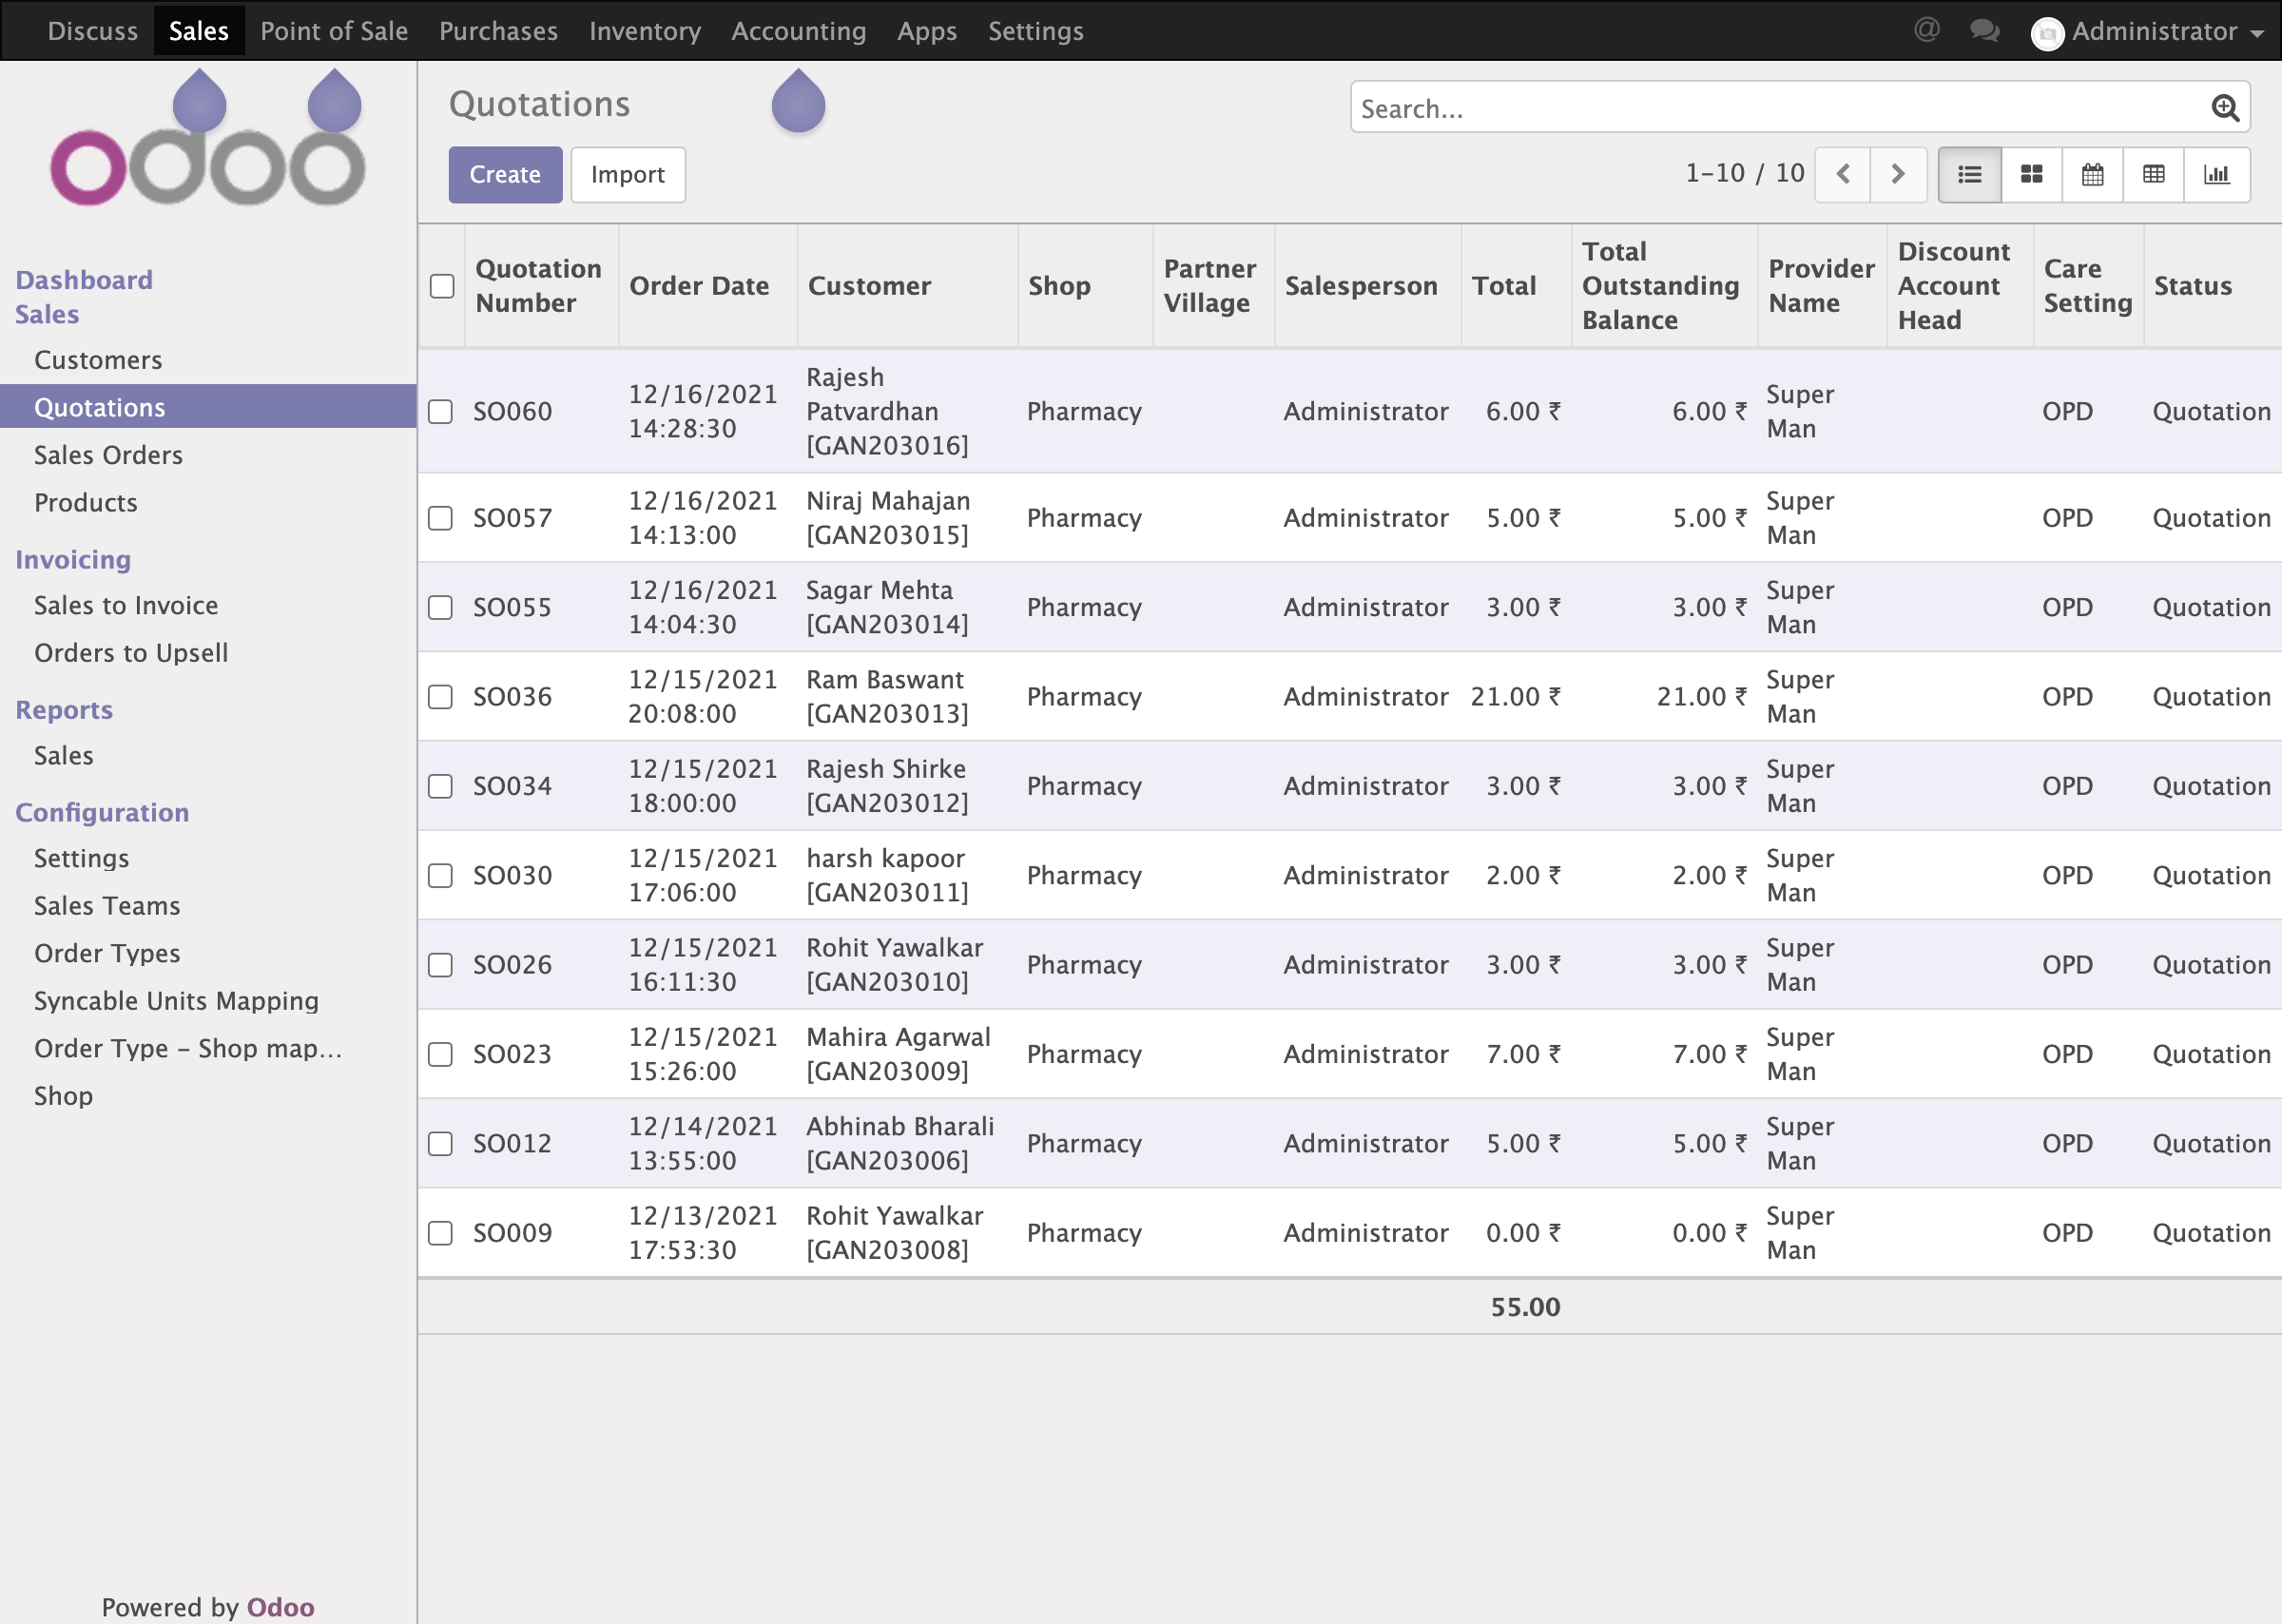 Discuss Sales Point of Sale Purchases Inventory Accounting Apps Settings @ Administrator
odoo
Dashboard
Sales
Customers
Quotations
Sales Orders
Products
Invoicing
Sales to Invoice
Orders to Upsell
Reports
Sales
Configuration
Settings
Sales Teams
Order Types
Syncable Units Mapping
Order Type - Shop map...
Shop
Powered by Odoo
Quotations
Search...
Create Import
1-10 / 10
Quotation Number Order Date Customer Shop Partner Village Salesperson Total Total Outstanding Balance Provider Name Discount Account Head Care Setting Status
SO060 12/16/2021 14:28:30 Rajesh Patvardhan [GAN203016] Pharmacy Administrator 6.00 ₹ 6.00 ₹ Super Man OPD Quotation
SO057 12/16/2021 14:13:00 Niraj Mahajan [GAN203015] Pharmacy Administrator 5.00 ₹ 5.00 ₹ Super Man OPD Quotation
SO055 12/16/2021 14:04:30 Sagar Mehta [GAN203014] Pharmacy Administrator 3.00 ₹ 3.00 ₹ Super Man OPD Quotation
SO036 12/15/2021 20:08:00 Ram Baswant [GAN203013] Pharmacy Administrator 21.00 ₹ 21.00 ₹ Super Man OPD Quotation
SO034 12/15/2021 18:00:00 Rajesh Shirke [GAN203012] Pharmacy Administrator 3.00 ₹ 3.00 ₹ Super Man OPD Quotation
SO030 12/15/2021 17:06:00 harsh kapoor [GAN203011] Pharmacy Administrator 2.00 ₹ 2.00 ₹ Super Man OPD Quotation
SO026 12/15/2021 16:11:30 Rohit Yawalkar [GAN203010] Pharmacy Administrator 3.00 ₹ 3.00 ₹ Super Man OPD Quotation
SO023 12/15/2021 15:26:00 Mahira Agarwal [GAN203009] Pharmacy Administrator 7.00 ₹ 7.00 ₹ Super Man OPD Quotation
SO012 12/14/2021 13:55:00 Abhinab Bharali [GAN203006] Pharmacy Administrator 5.00 ₹ 5.00 ₹ Super Man OPD Quotation
SO009 12/13/2021 17:53:30 Rohit Yawalkar [GAN203008] Pharmacy Administrator 0.00 ₹ 0.00 ₹ Super Man OPD Quotation
55.00